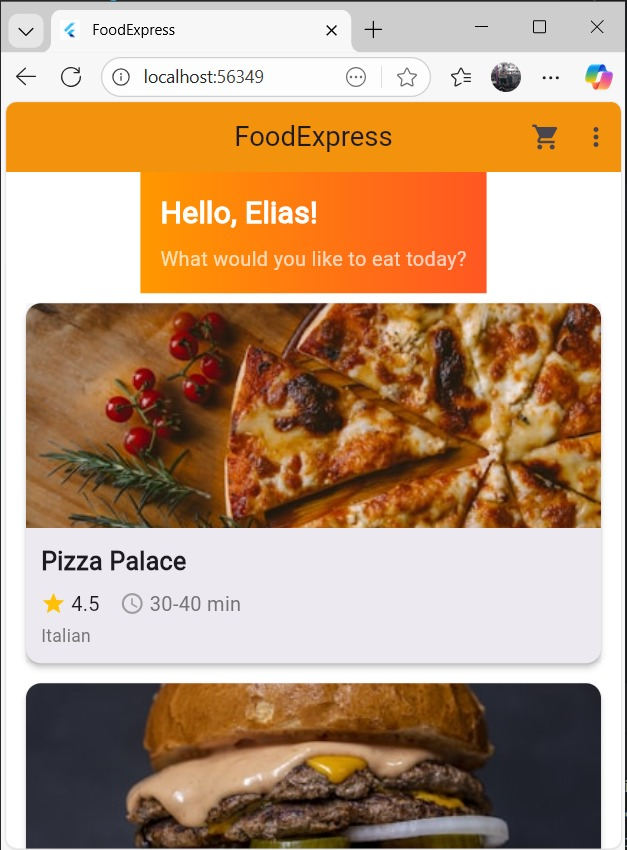 FoodExpress
localhost:56349
FoodExpress
Hello, Elias!
What would you like to eat today?
Pizza Palace
4.5 30-40 min
Italian